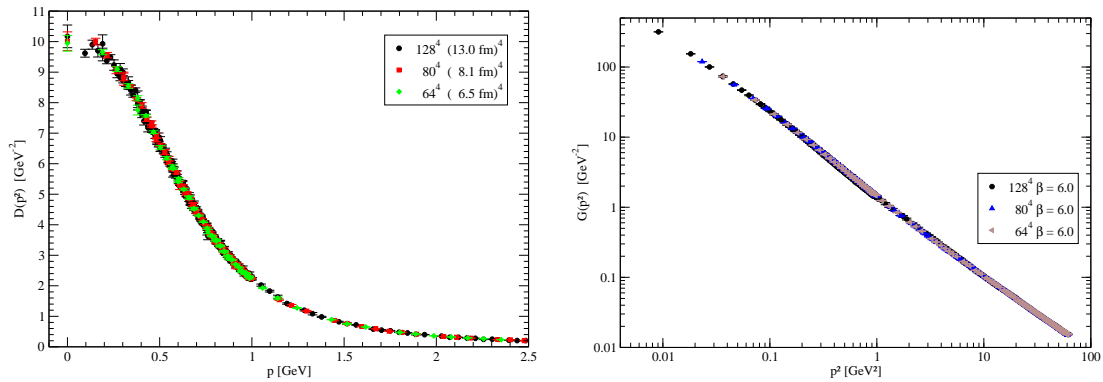 11
10
9
8
7
6
5
4
3
2
1
0
D(p²) [GeV⁻²]
128⁴ (13.0 fm)⁴
80⁴ ( 8.1 fm)⁴
64⁴ ( 6.5 fm)⁴
0 0.5 1 1.5 2 2.5
p [GeV]
100
10
1
0.1
0.01
G(p²) [GeV⁻²]
128⁴ β = 6.0
80⁴ β = 6.0
64⁴ β = 6.0
0.01 0.1 1 10 100
p² [GeV²]